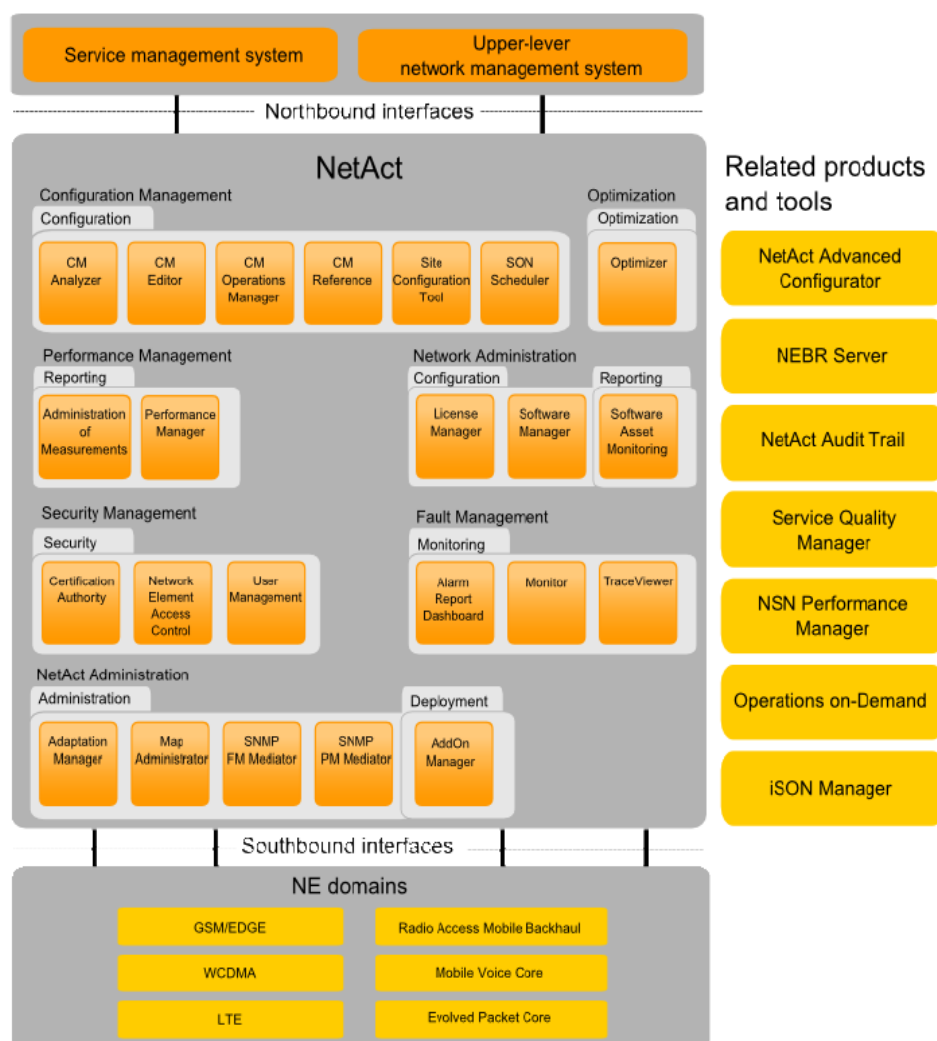 Service management system
Upper-lever
network management system
Northbound interfaces
NetAct
Configuration Management
Configuration
CM
Analyzer
CM
Editor
CM
Operations
Manager
CM
Reference
Site
Configuration
Tool
SON
Scheduler
Optimization
Optimization
Optimizer
Performance Management
Reporting
Administration
of
Measurements
Performance
Manager
Network Administration
Configuration
License
Manager
Software
Manager
Reporting
Software
Asset
Monitoring
Security Management
Security
Certification
Authority
Network
Element
Access
Control
User
Management
Fault Management
Monitoring
Alarm
Report
Dashboard
Monitor
TraceViewer
NetAct Administration
Administration
Adaptation
Manager
Map
Administrator
SNMP
FM Mediator
SNMP
PM Mediator
Deployment
AddOn
Manager
Related products
and tools
NetAct Advanced
Configurator
NEBR Server
NetAct Audit Trail
Service Quality
Manager
NSN Performance
Manager
Operations on-Demand
iSON Manager
Southbound interfaces
NE domains
GSM/EDGE
Radio Access Mobile Backhaul
WCDMA
Mobile Voice Core
LTE
Evolved Packet Core